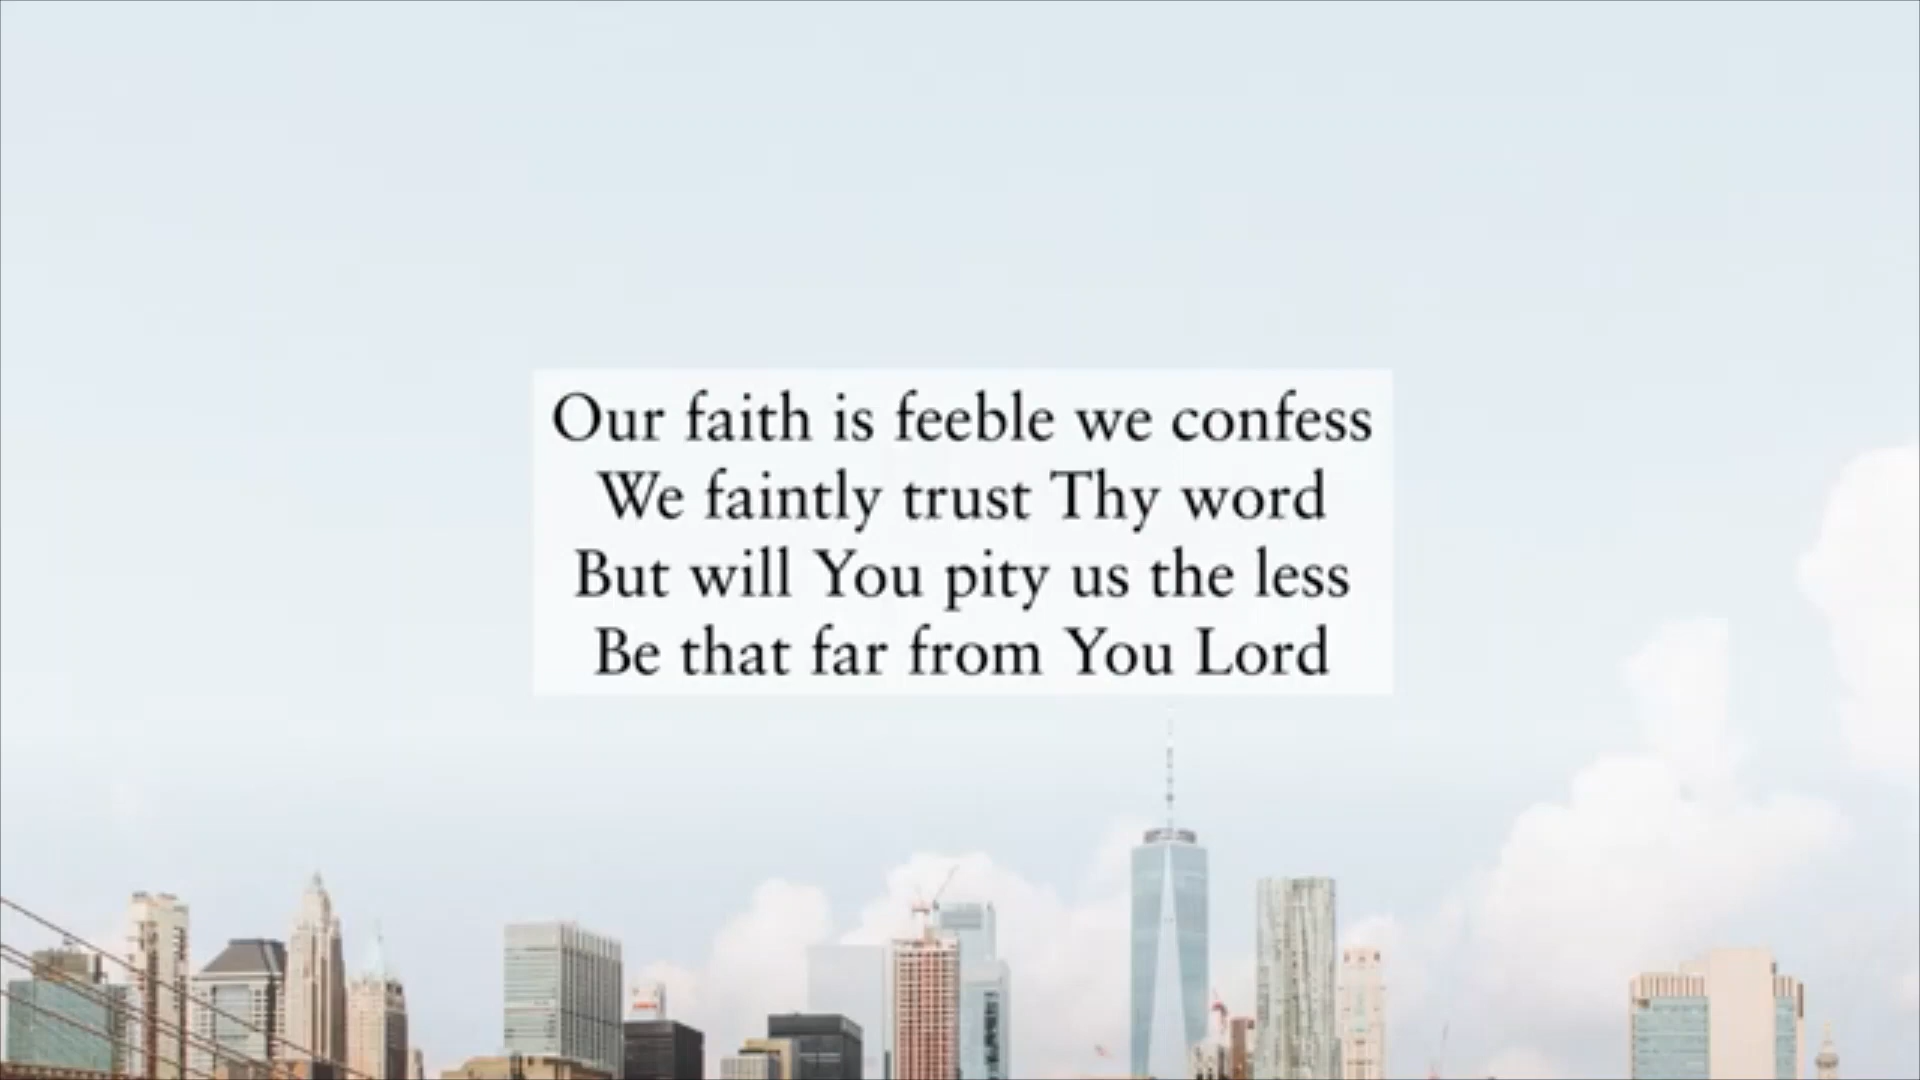 Our faith is feeble we confess
We faintly trust Thy word
But will You pity us the less
Be that far from You Lord